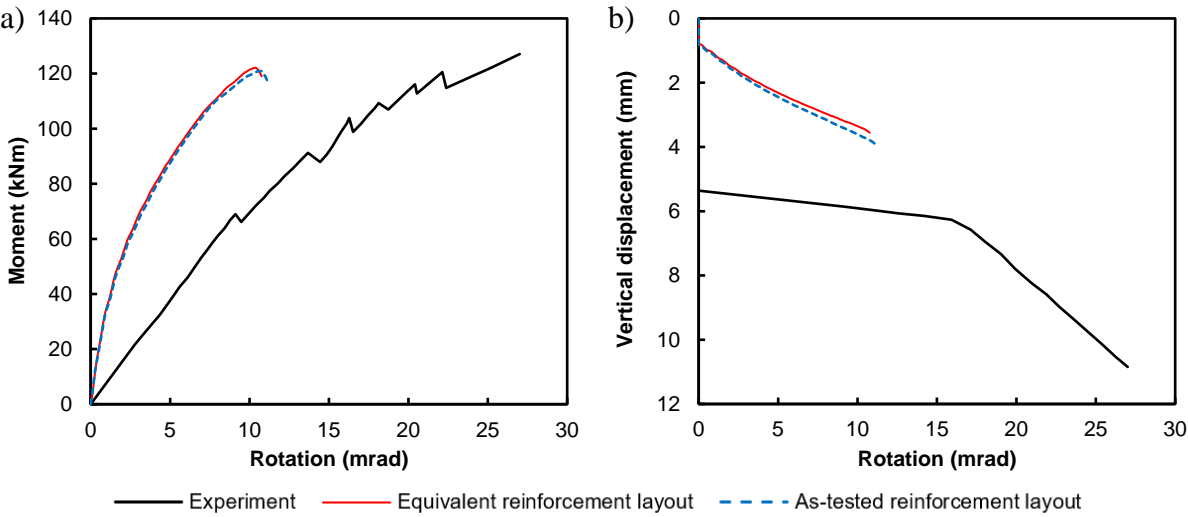 a)
140
120
100
80
60
40
20
0
Moment (kNm)
0 5 10 15 20 25 30
Rotation (mrad)
b)
0
2
4
6
8
10
12
Vertical displacement (mm)
0 5 10 15 20 25 30
Rotation (mrad)
Experiment Equivalent reinforcement layout As-tested reinforcement layout